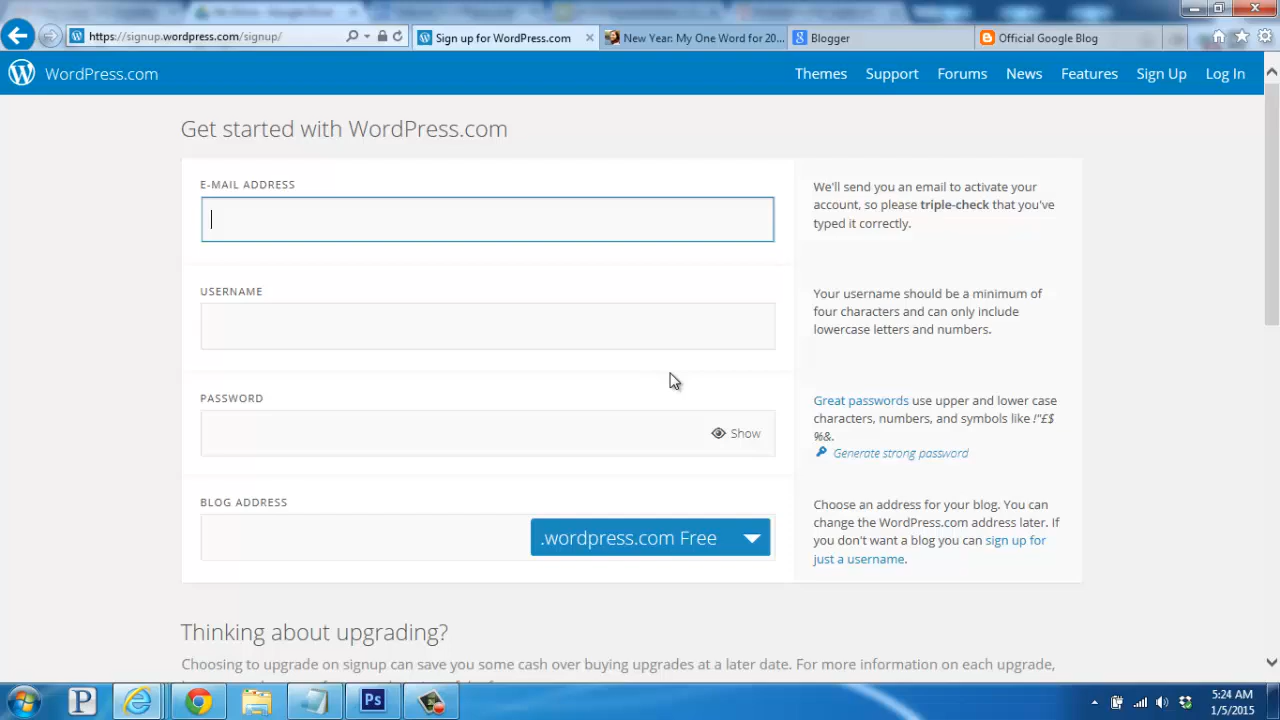 https://signup.wordpress.com/signup/
Sign up for WordPress.com
New Year: My One Word for 20...
Blogger
Official Google Blog
WordPress.com
Themes
Support
Forums
News
Features
Sign Up
Log In
Get started with WordPress.com
E-MAIL ADDRESS
We'll send you an email to activate your
account, so please triple-check that you've
typed it correctly.
USERNAME
Your username should be a minimum of
four characters and can only include
lowercase letters and numbers.
PASSWORD
Show
Great passwords use upper and lower case
characters, numbers, and symbols like !"£$
%&.
Generate strong password
BLOG ADDRESS
.wordpress.com Free
Choose an address for your blog. You can
change the WordPress.com address later. If
you don't want a blog you can sign up for
just a username.
Thinking about upgrading?
Choosing to upgrade on signup can save you some cash over buying upgrades at a later date. For more information on each upgrade,
5:24 AM
1/5/2015